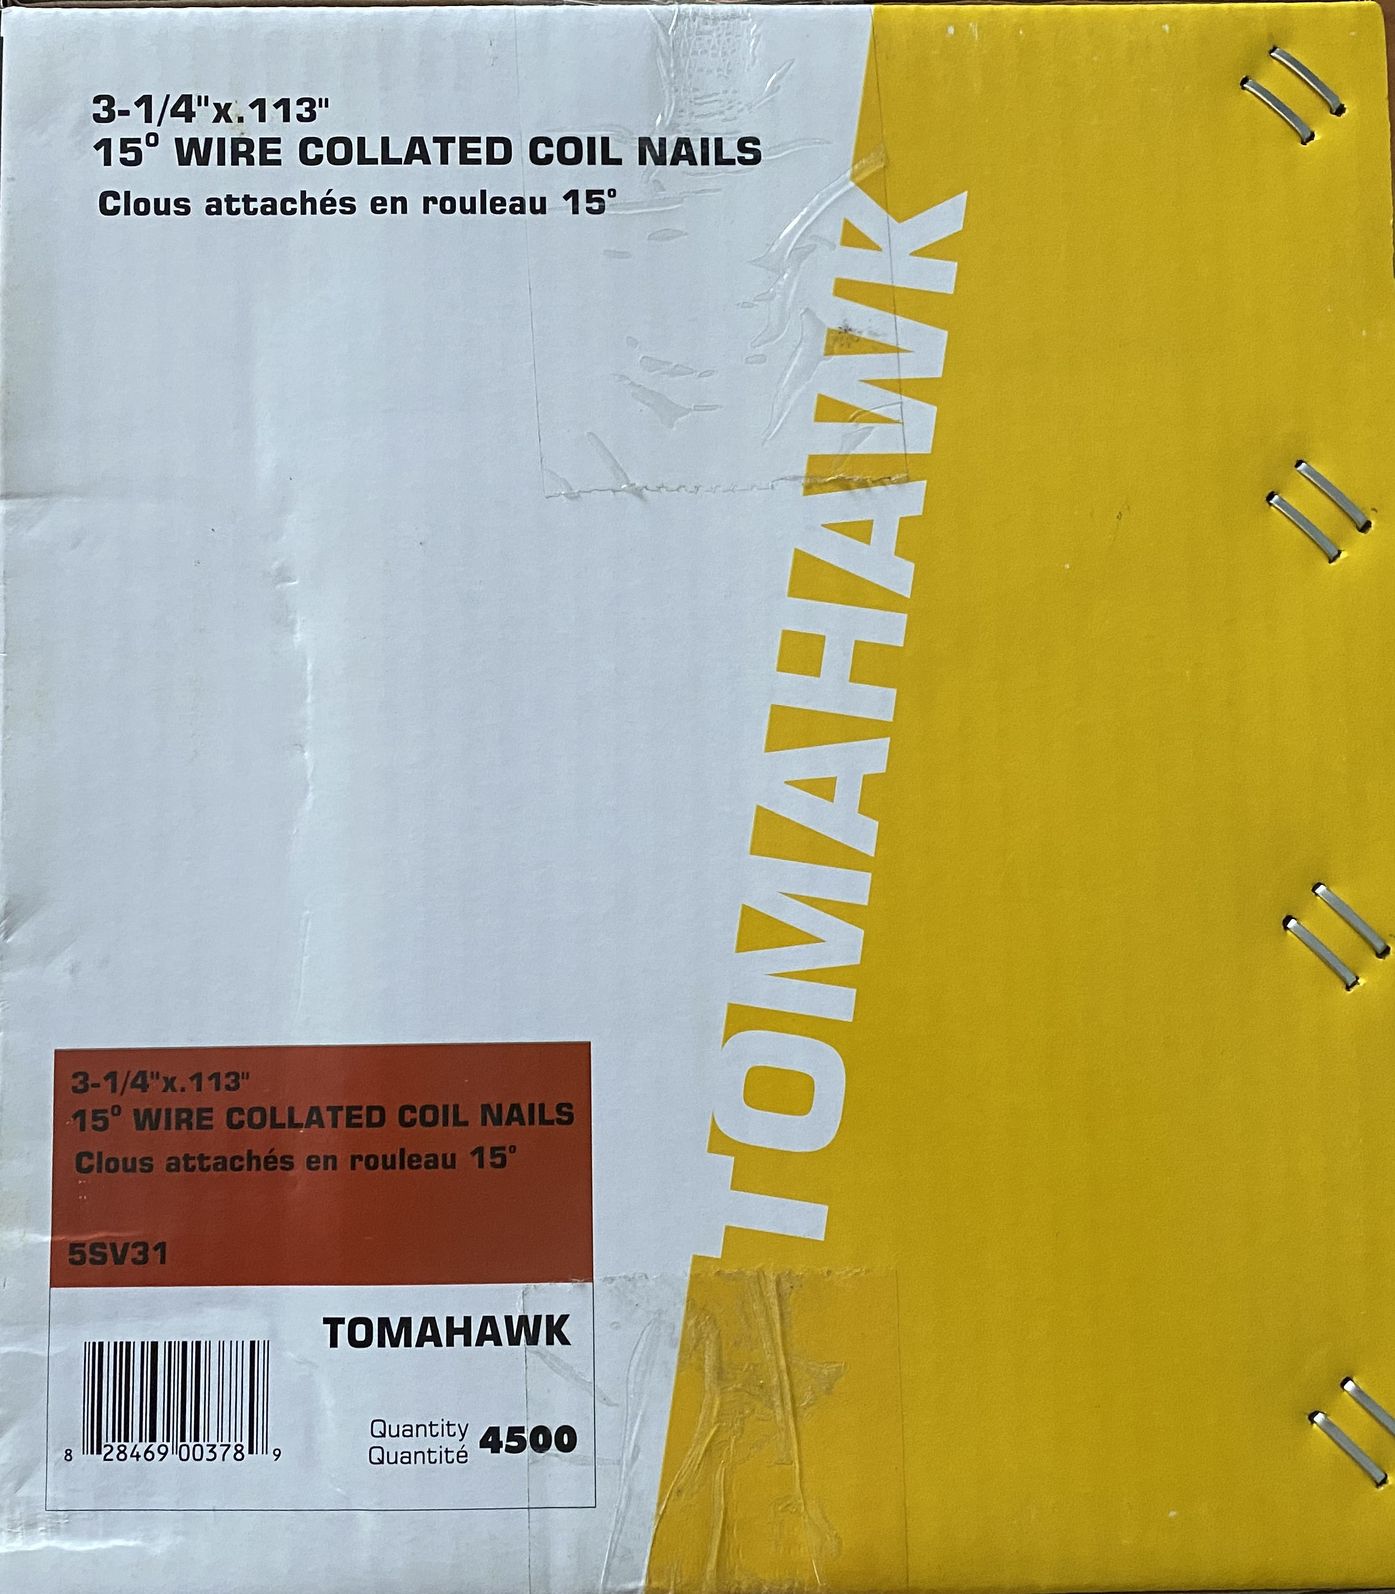 3-1/4"x.113"
15° WIRE COLLATED COIL NAILS
Clous attachés en rouleau 15°
TOMAHAWK
3-1/4"x.113"
15° WIRE COLLATED COIL NAILS
Clous attachés en rouleau 15°
5SV31
TOMAHAWK
Quantity
Quantité 4500
8 28469 00378 9